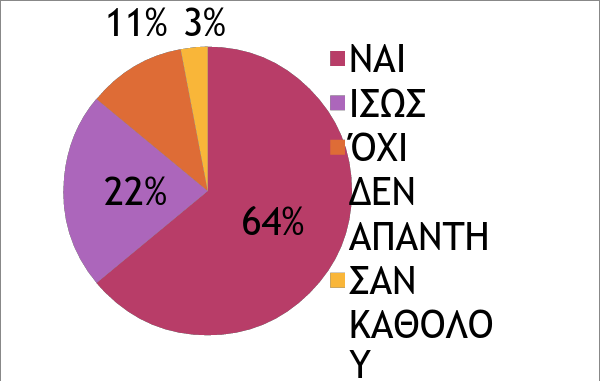 11% 3%
22%
64%
ΝΑΙ
ΙΣΩΣ
ΌΧΙ
ΔΕΝ
ΑΠΑΝΤΗ
ΣΑΝ
ΚΑΘΟΛΟ
Υ